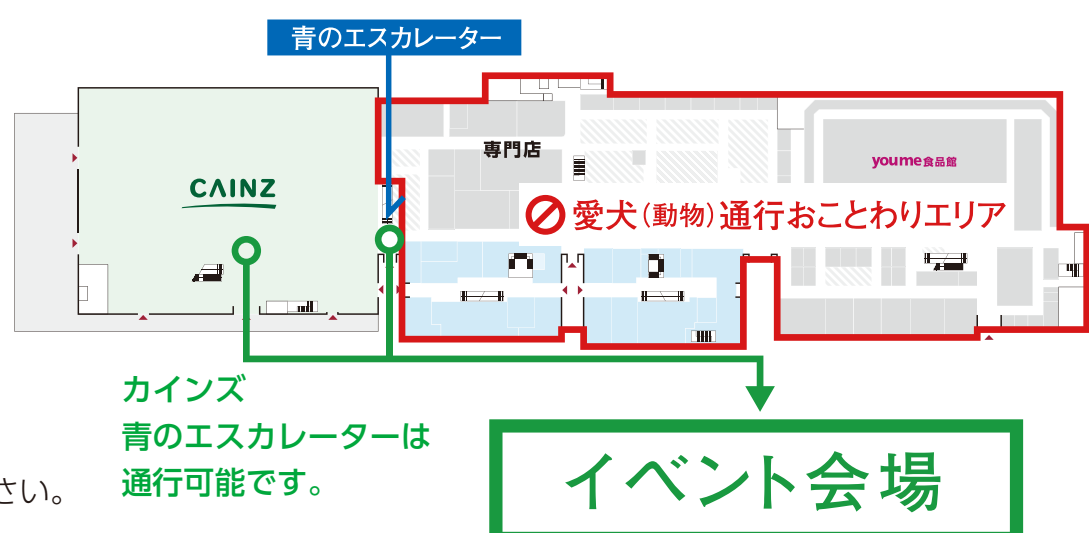 青のエスカレーター
専門店
youme食品館
CAINZ
愛犬(動物)通行おことわりエリア
カインズ
青のエスカレーターは
通行可能です。
さい。
イベント会場